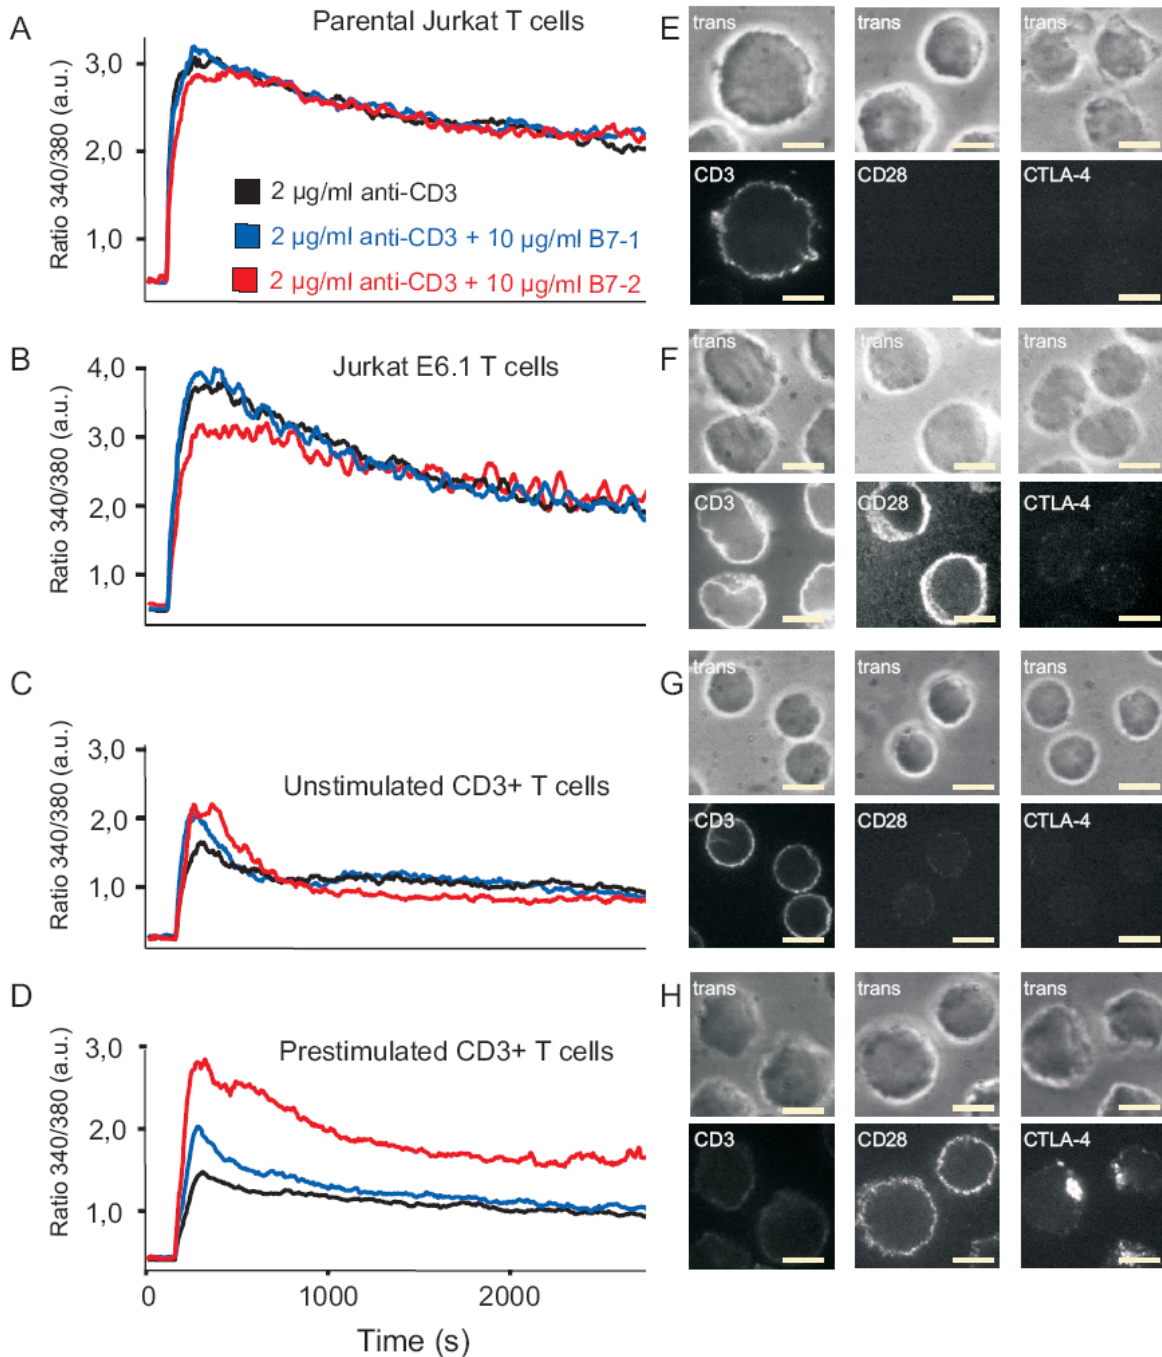 A
Parental Jurkat T cells
Ratio 340/380 (a.u.)
3,0
2,0
1,0
2 µg/ml anti-CD3
2 µg/ml anti-CD3 + 10 µg/ml B7-1
2 µg/ml anti-CD3 + 10 µg/ml B7-2
E
trans
trans
trans
CD3
CD28
CTLA-4
B
Jurkat E6.1 T cells
Ratio 340/380 (a.u.)
4,0
3,0
2,0
1,0
F
trans
trans
trans
CD3
CD28
CTLA-4
C
Unstimulated CD3+ T cells
Ratio 340/380 (a.u.)
3,0
2,0
1,0
G
trans
trans
trans
CD3
CD28
CTLA-4
D
Prestimulated CD3+ T cells
Ratio 340/380 (a.u.)
3,0
2,0
1,0
0
1000
2000
Time (s)
H
trans
trans
trans
CD3
CD28
CTLA-4